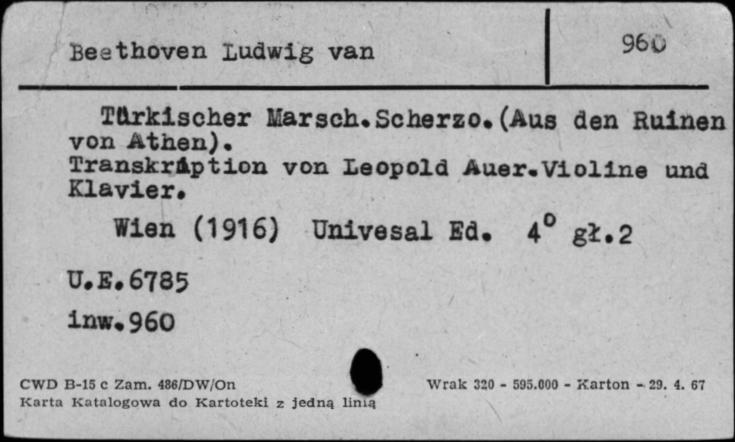 Beethoven Ludwig van
960
Türkischer Marsch.Scherzo.(Aus den Ruinen
von Athen).
Transkription von Leopold Auer.Violine und
Klavier.
Wien (1916) Univesal Ed. 4° gł.2
U.E.6785
inw.960
CWD B-15 c Zam. 486/DW/On
Wrak 320 - 595.000 - Karton - 29. 4. 67
Karta Katalogowa do Kartoteki z jedną linią